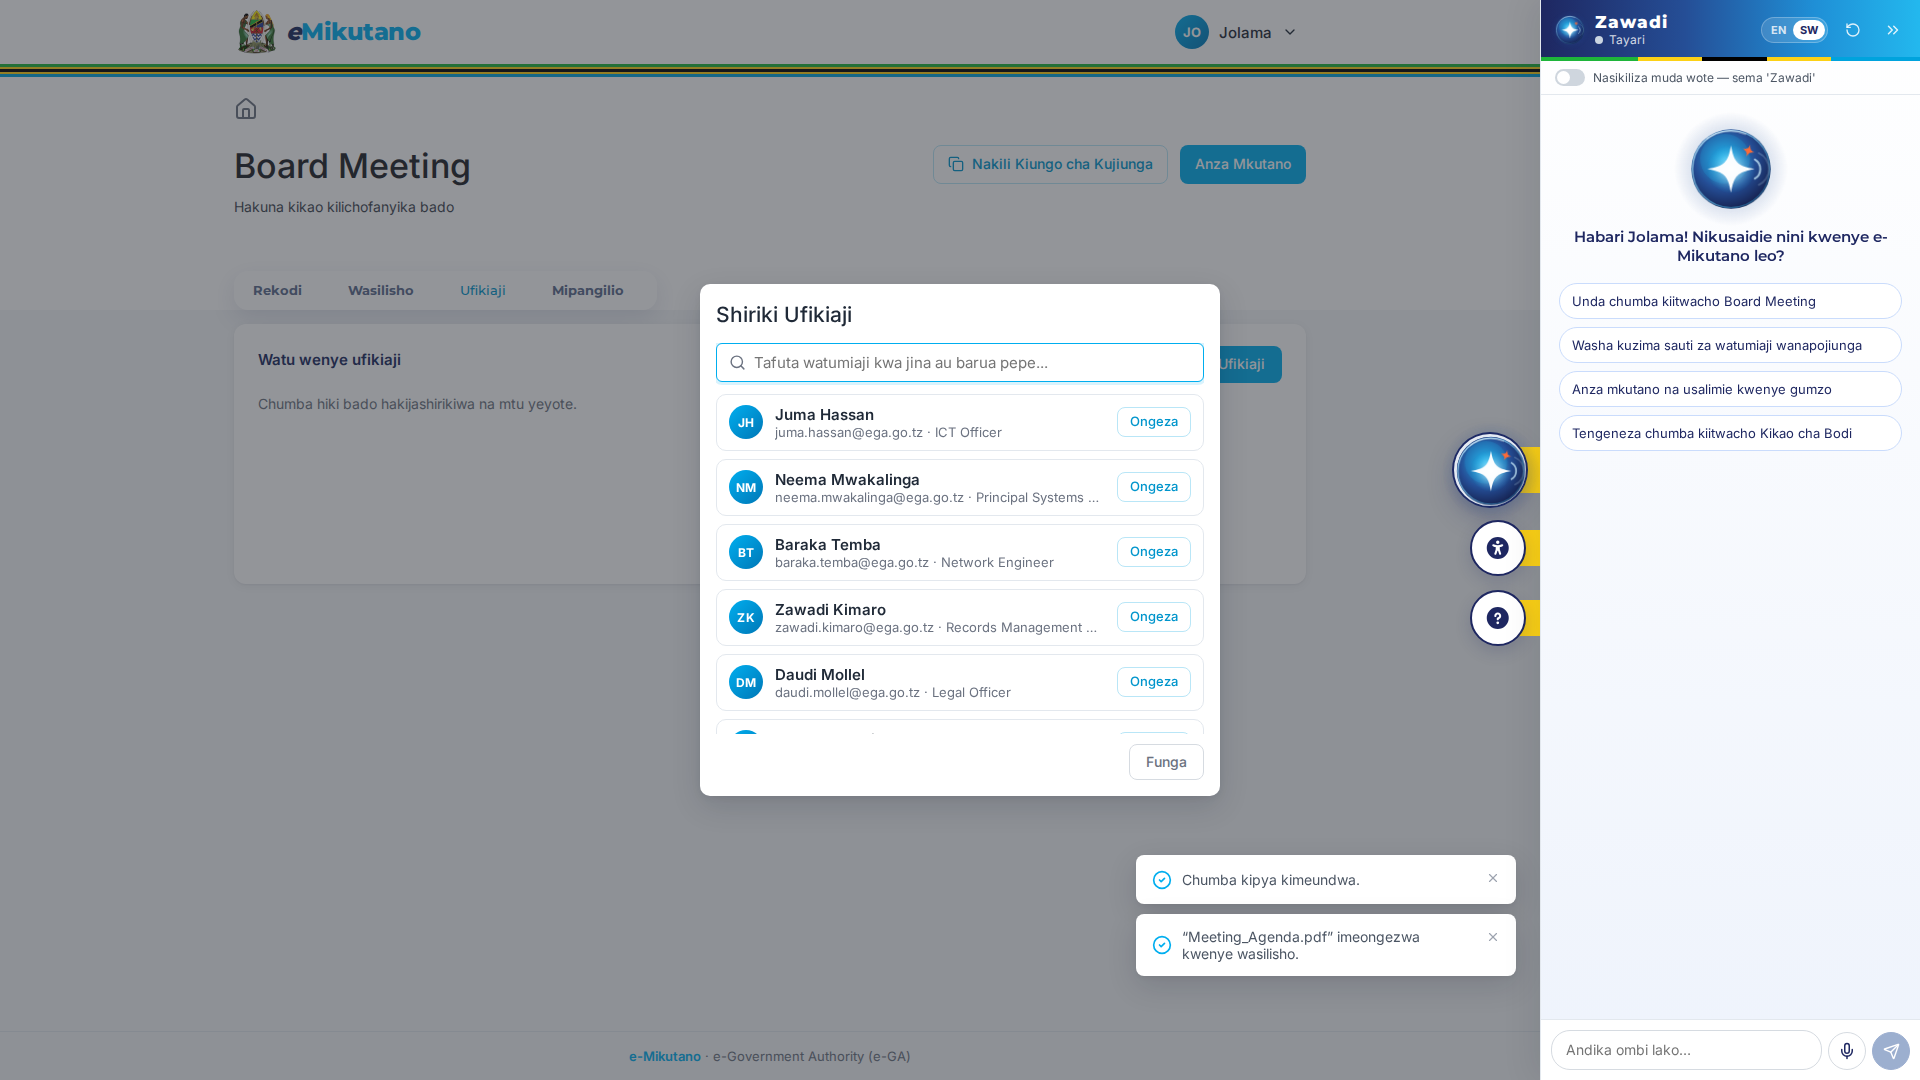 eMikutano
JO Jolama
Board Meeting
Nakili Kiungo cha Kujiunga
Anza Mkutano
Hakuna kikao kilichofanyika bado
Rekodi
Wasilisho
Ufikiaji
Mipangilio
Watu wenye ufikiaji
Ufikiaji
Chumba hiki bado hakijashirikiwa na mtu yeyote.
Shiriki Ufikiaji
Tafuta watumiaji kwa jina au barua pepe...
JH
Juma Hassan
juma.hassan@ega.go.tz · ICT Officer
Ongeza
NM
Neema Mwakalinga
neema.mwakalinga@ega.go.tz · Principal Systems ...
Ongeza
BT
Baraka Temba
baraka.temba@ega.go.tz · Network Engineer
Ongeza
ZK
Zawadi Kimaro
zawadi.kimaro@ega.go.tz · Records Management ...
Ongeza
DM
Daudi Mollel
daudi.mollel@ega.go.tz · Legal Officer
Ongeza
Funga
Chumba kipya kimeundwa.
“Meeting_Agenda.pdf” imeongezwa
kwenye wasilisho.
e-Mikutano · e-Government Authority (e-GA)
Zawadi
Tayari
EN SW
Nasikiliza muda wote — sema 'Zawadi'
Habari Jolama! Nikusaidie nini kwenye e-
Mikutano leo?
Unda chumba kiitwacho Board Meeting
Washa kuzima sauti za watumiaji wanapojiunga
Anza mkutano na usalimie kwenye gumzo
Tengeneza chumba kiitwacho Kikao cha Bodi
Andika ombi lako...